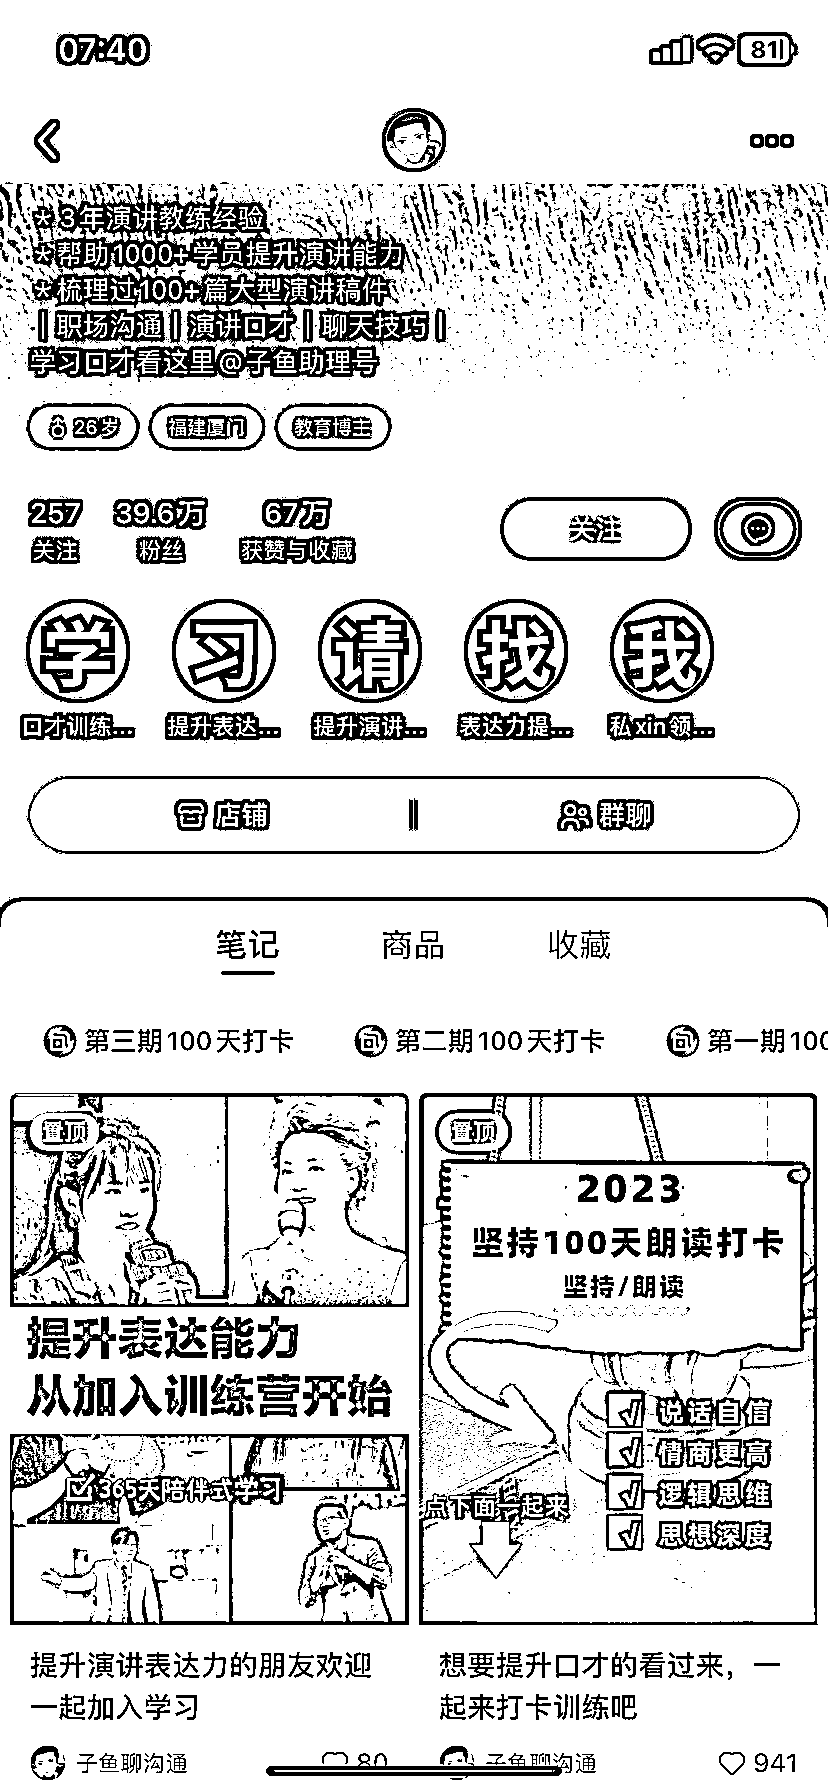 07:40
81
* 3年演讲教练经验
* 帮助1000+学员提升演讲能力
* 梳理过100+篇大型演讲稿件
| 职场沟通 | 演讲口才 | 聊天技巧 |
学习口才看这里@子鱼助理号
26岁 福建厦门 教育博主
257 39.6万 67万
关注 粉丝 获赞与收藏 关注
学 习 请 找 我
口才训练... 提升表达... 提升演讲... 表达力提... 私xin领...
店铺 群聊
笔记 商品 收藏
第三期100天打卡 第二期100天打卡 第一期100
置顶
提升表达能力
从加入训练营开始
365天陪伴式学习
提升演讲表达力的朋友欢迎
一起加入学习
子鱼聊沟通 80
置顶
2023
坚持100天朗读打卡
坚持/朗读
说话自信
情商更高
逻辑思维
思想深度
点下面一起来
想要提升口才的看过来，一
起来打卡训练吧
子鱼聊沟通 941